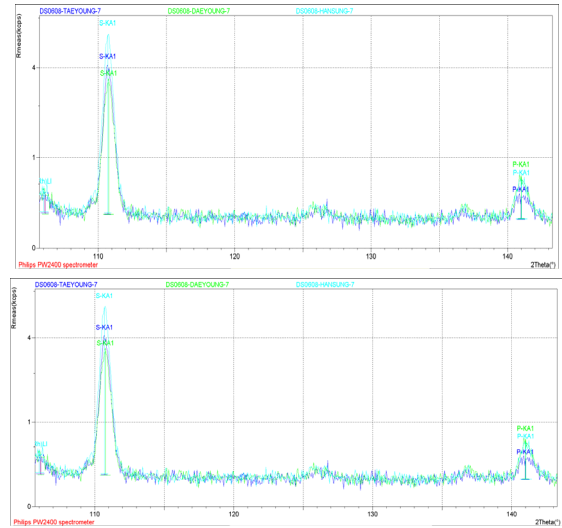 DS0608-TAEYOUNG-7 DS0608-DAEYOUNG-7 DS0608-HANSUNG-7
Rmeas(kcps)
S-KA1
S-KA1
S-KA1
4
1
0
P-KA1
P-KA1
P-KA1
110 120 130 140
Philips PW2400 spectrometer 2Theta(°)
DS0608-TAEYOUNG-7 DS0608-DAEYOUNG-7 DS0608-HANSUNG-7
Rmeas(kcps)
S-KA1
S-KA1
S-KA1
4
1
0
P-KA1
P-KA1
P-KA1
110 120 130 140
Philips PW2400 spectrometer 2Theta(°)